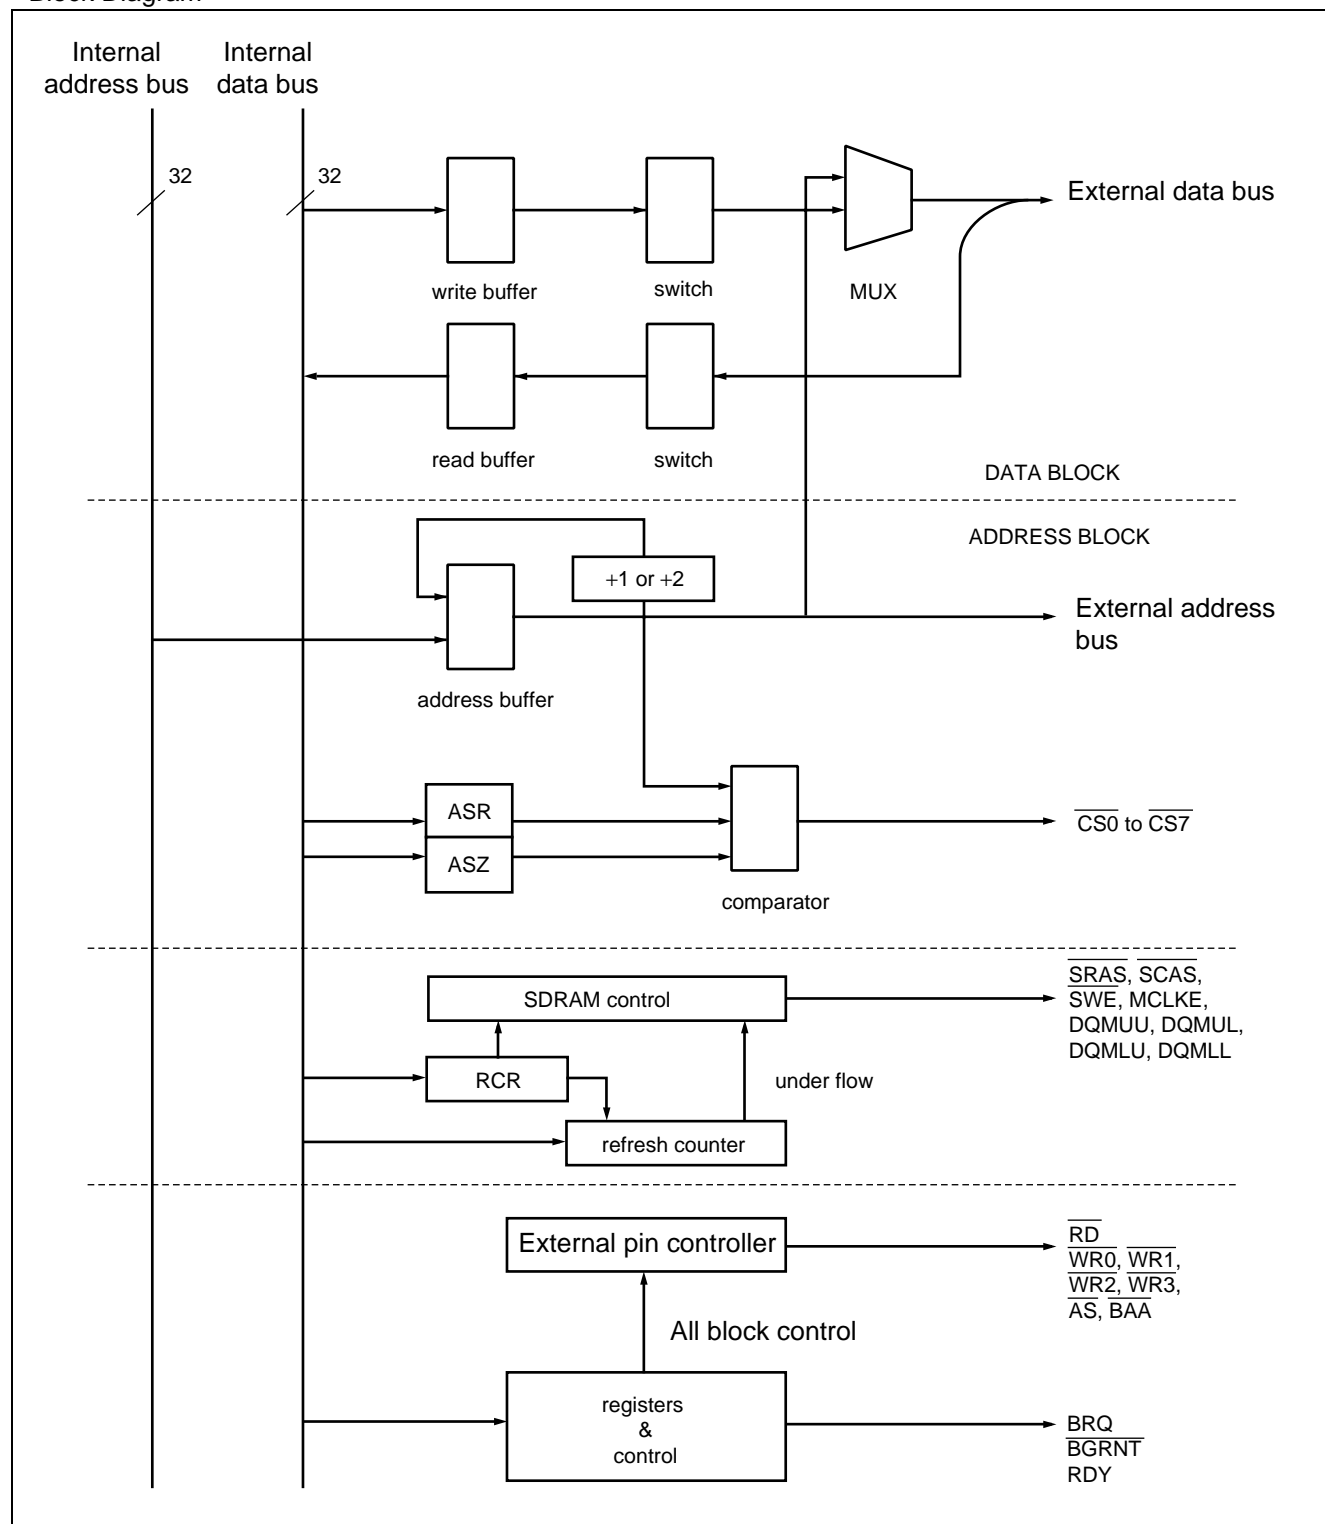 Block Diagram
Internal
address bus
Internal
data bus
32
32
External data bus
write buffer
switch
MUX
read buffer
switch
DATA BLOCK
ADDRESS BLOCK
+1 or +2
External address
bus
address buffer
ASR
ASZ
CS0 to CS7
comparator
SDRAM control
SRAS, SCAS,
SWE, MCLKE,
DQMUU, DQMUL,
DQMLU, DQMLL
RCR
under flow
refresh counter
External pin controller
RD
WR0, WR1,
WR2, WR3,
AS, BAA
All block control
registers
&
control
BRQ
BGRNT
RDY